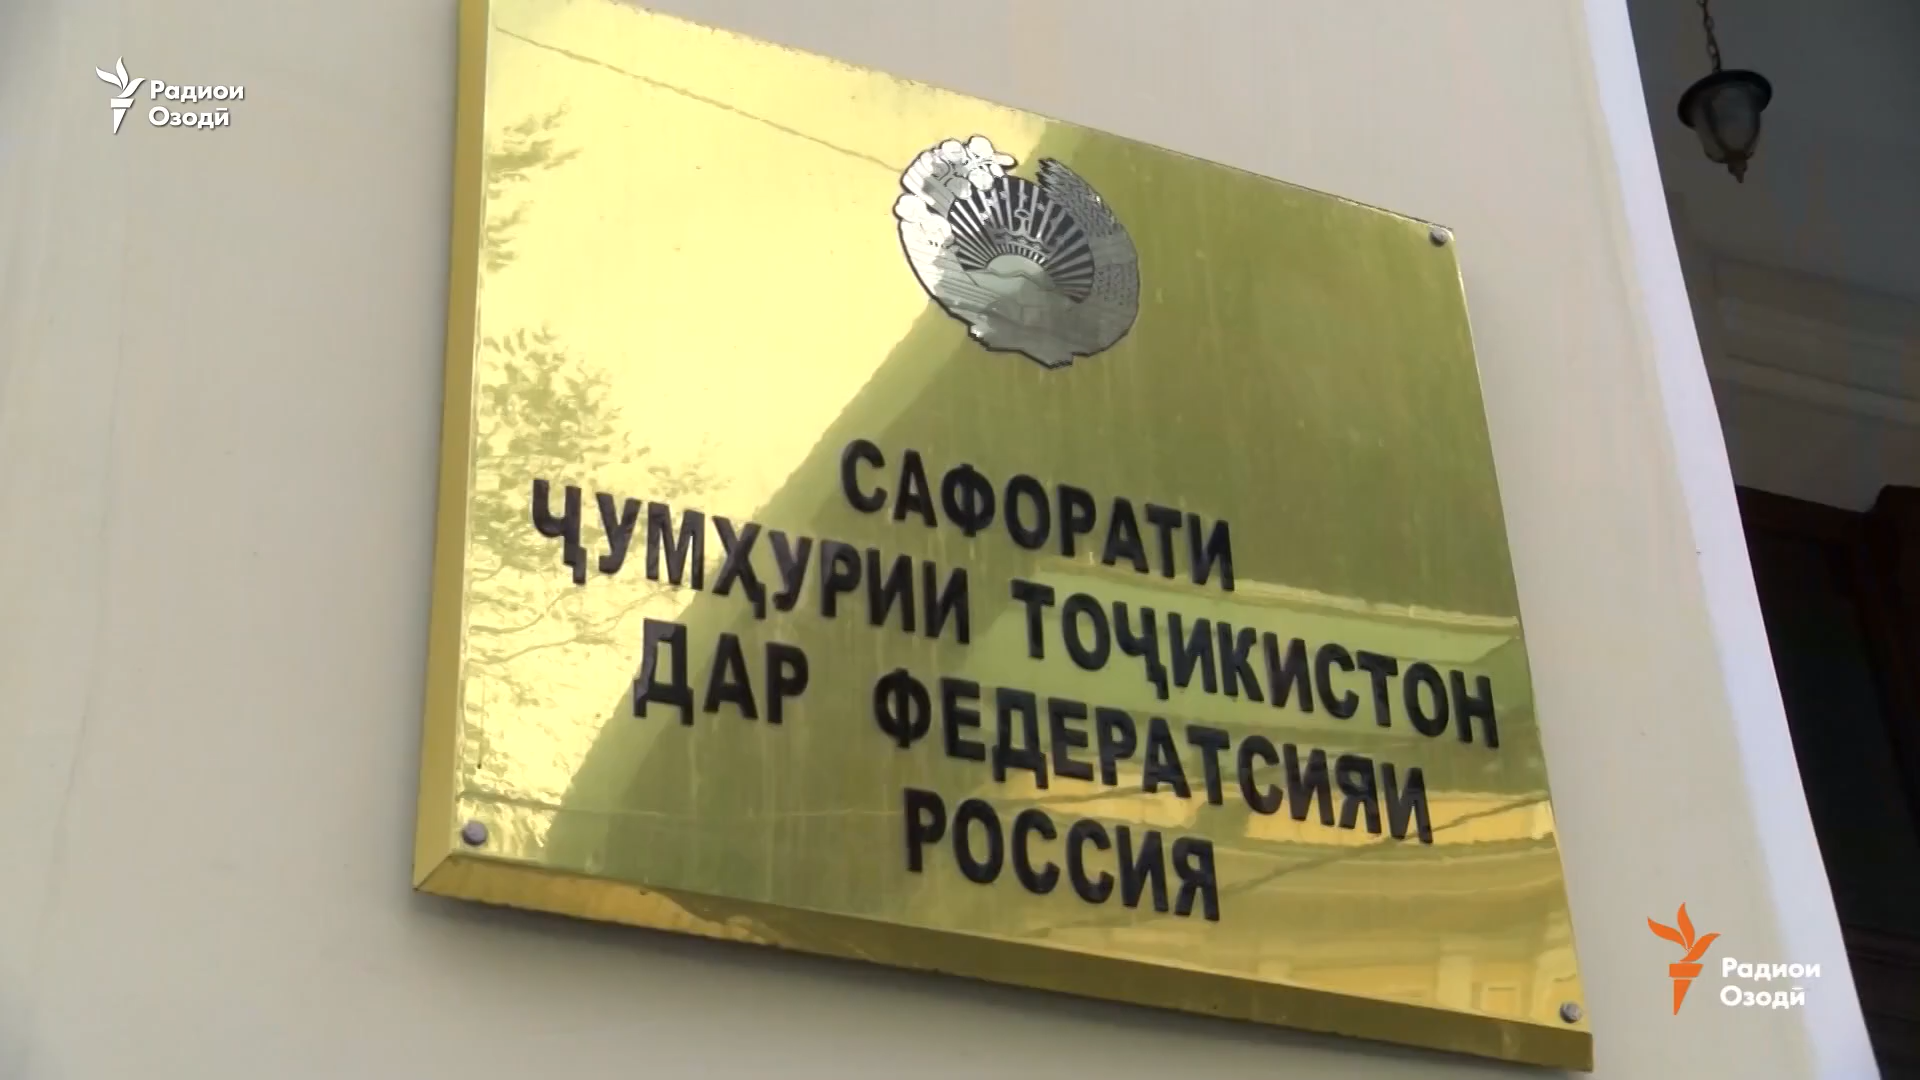 Радиои
Озодӣ
САФОРАТИ
ҶУМҲУРИИ ТОҶИКИСТОН
ДАР ФЕДЕРАТСИЯИ
РОССИЯ
Радиои
Озодӣ